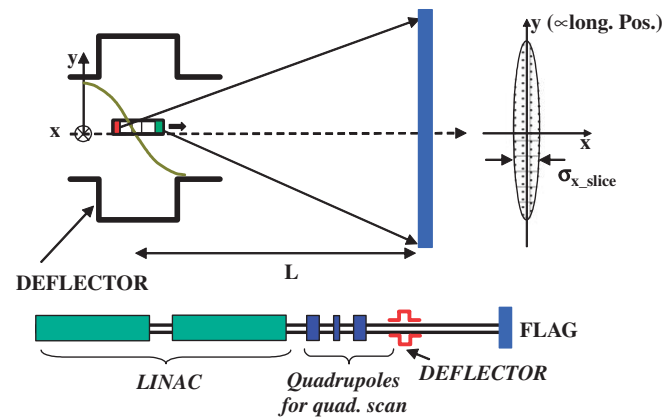 y (∝long. Pos.)
y
x
x
σx_slice
L
DEFLECTOR
FLAG
LINAC
Quadrupoles
for quad. scan
DEFLECTOR